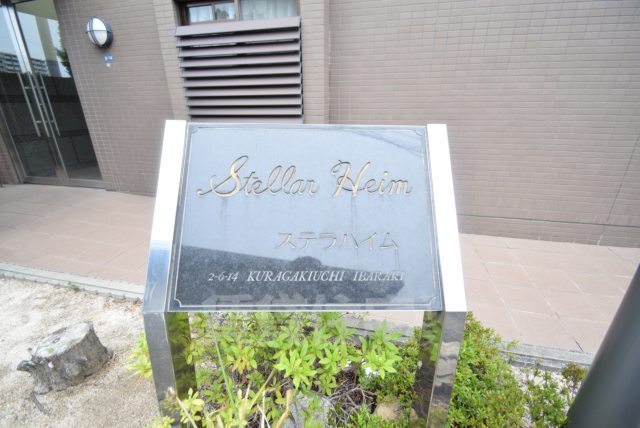 Stellar Heim
ステラハイム
2-6-14 KURAGAKIUCHI IBARAKI